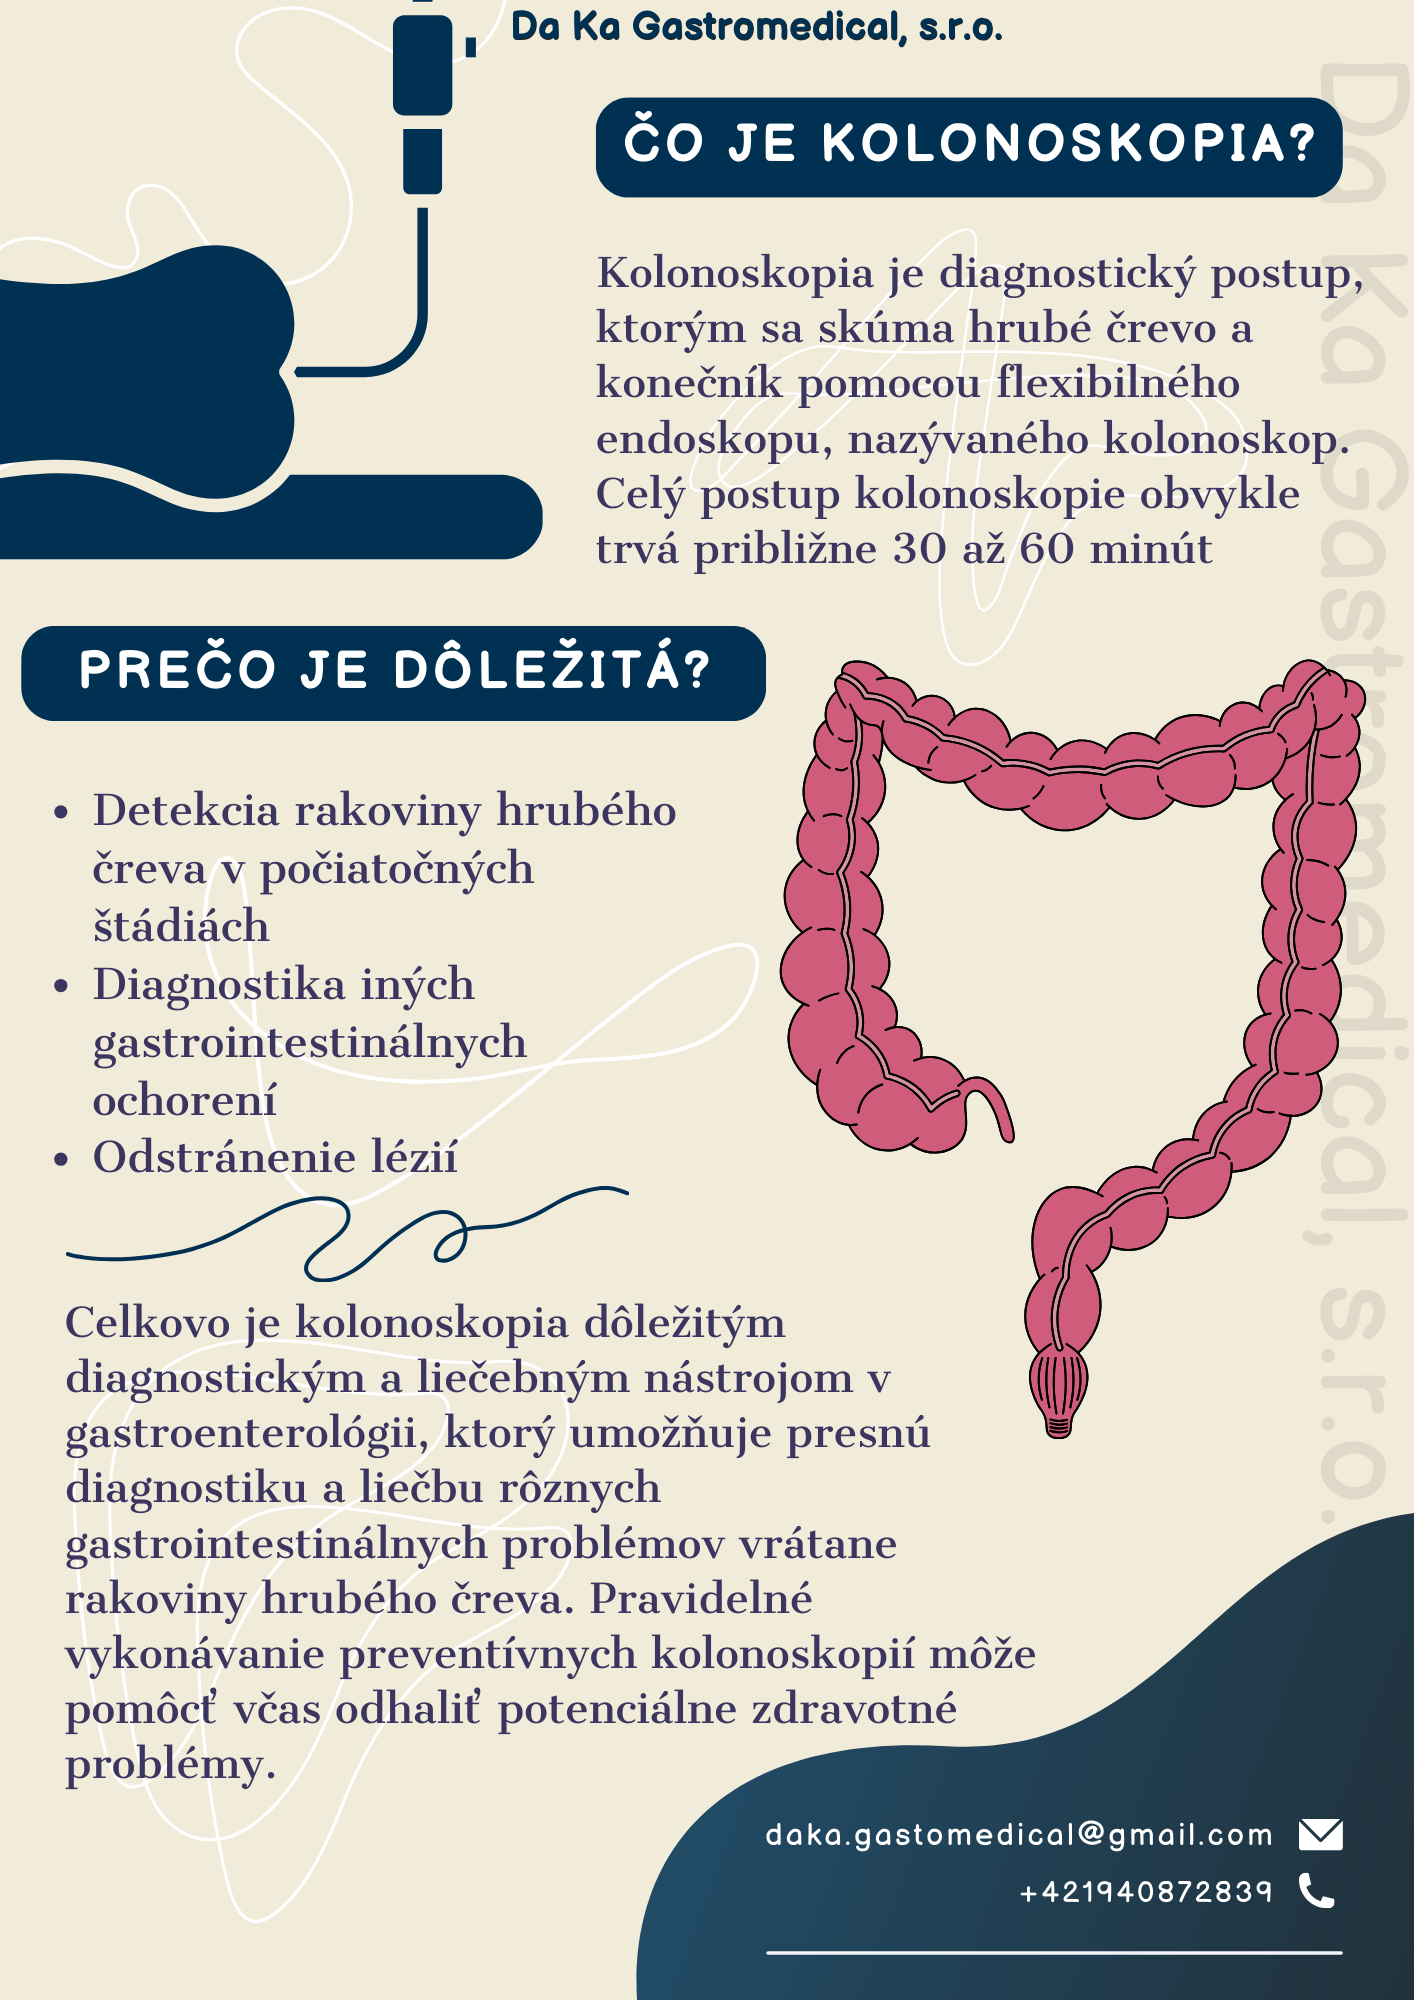 Da Ka Gastromedical, s.r.o.
ČO JE KOLONOSKOPIA?
Kolonoskopia je diagnostický postup,
ktorým sa skúma hrubé črevo a
konečník pomocou flexibilného
endoskopu, nazývaného kolonoskop.
Celý postup kolonoskopie obvykle
trvá približne 30 až 60 minút
PREČO JE DÔLEŽITÁ?
• Detekcia rakoviny hrubého
čreva v počiatočných
štádiách
• Diagnostika iných
gastrointestinálnych
ochorení
• Odstránenie lézií
Celkovo je kolonoskopia dôležitým
diagnostickým a liečebným nástrojom v
gastroenterológii, ktorý umožňuje presnú
diagnostiku a liečbu rôznych
gastrointestinálnych problémov vrátane
rakoviny hrubého čreva. Pravidelné
vykonávanie preventívnych kolonoskopií môže
pomôcť včas odhaliť potenciálne zdravotné
problémy.
daka.gastomedical@gmail.com
+421940872839
Da Ka Gastromedical, s.r.o.